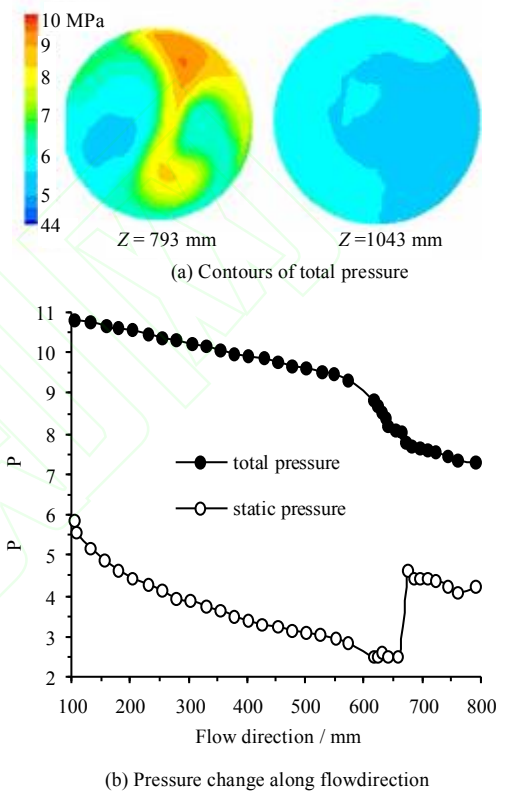 10 MPa
9
8
7
6
5
44
Z = 793 mm
Z =1043 mm
(a) Contours of total pressure
11
10
9
8
7
6
5
4
3
2
P
P
total pressure
static pressure
100 200 300 400 500 600 700 800
Flow direction / mm
(b) Pressure change along flowdirection